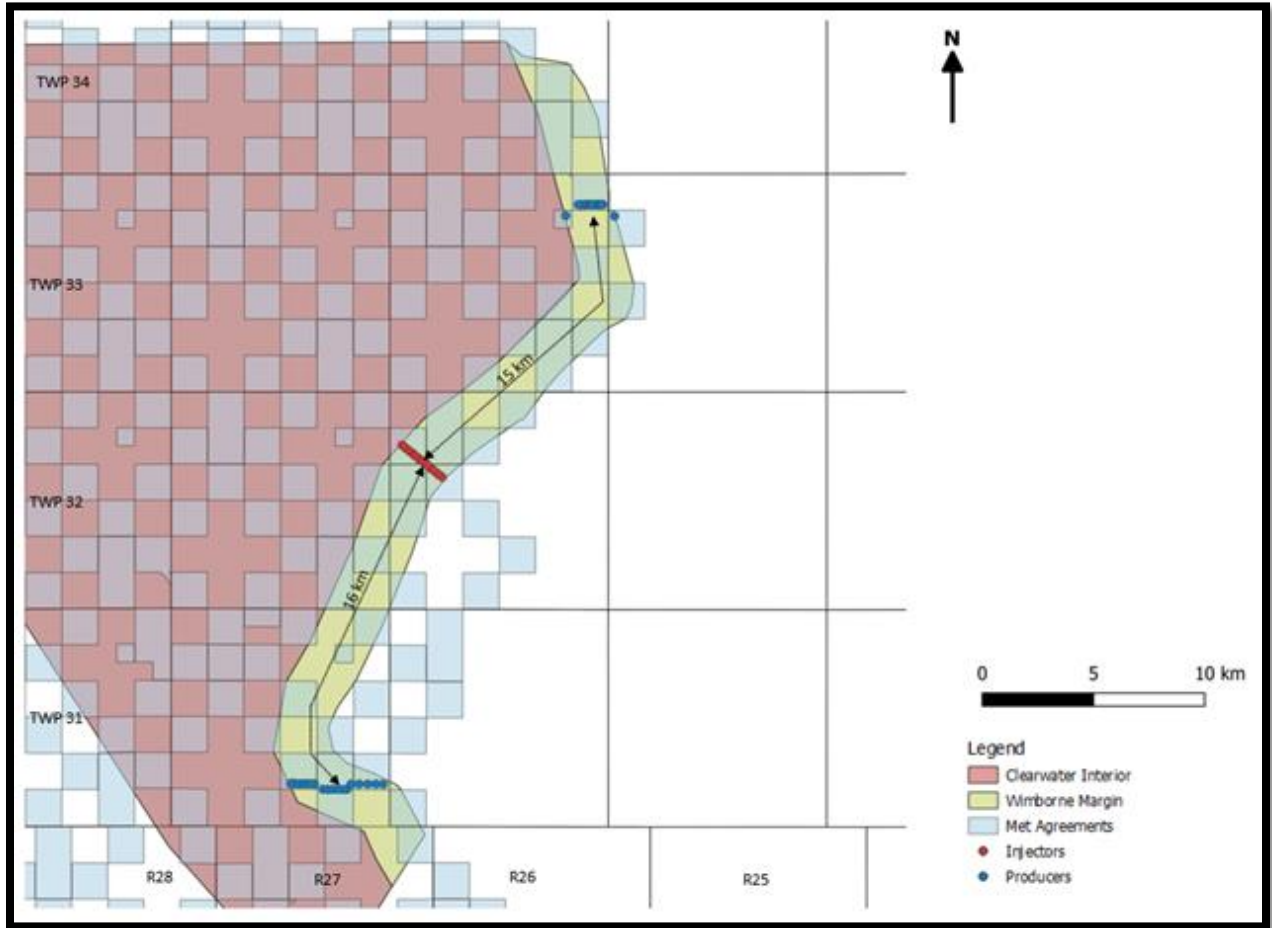 N
TWP 34
TWP 33
15 km
TWP 32
16 km
TWP 31
0 5 10 km
Legend
Clearwater Interior
Wimborne Margin
Met Agreements
Injectors
Producers
R28 R27 R26 R25